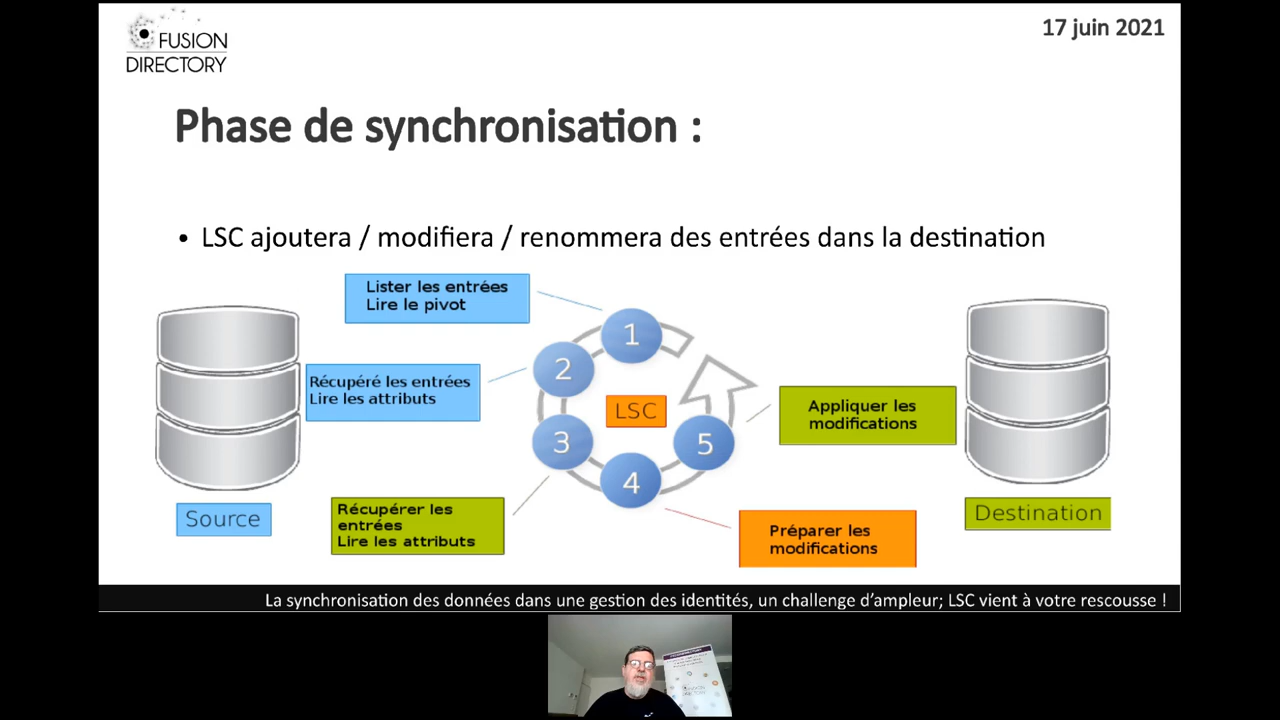 FUSION
DIRECTORY
17 juin 2021
Phase de synchronisation :
• LSC ajoutera / modifiera / renommera des entrées dans la destination
Lister les entrées
Lire le pivot
1
2
Récupéré les entrées
Lire les attributs
LSC
Appliquer les
modifications
3
5
4
Récupérer les
entrées
Lire les attributs
Préparer les
modifications
Source
Destination
La synchronisation des données dans une gestion des identités, un challenge d'ampleur; LSC vient à votre rescousse !
FUSION
DIRECTORY